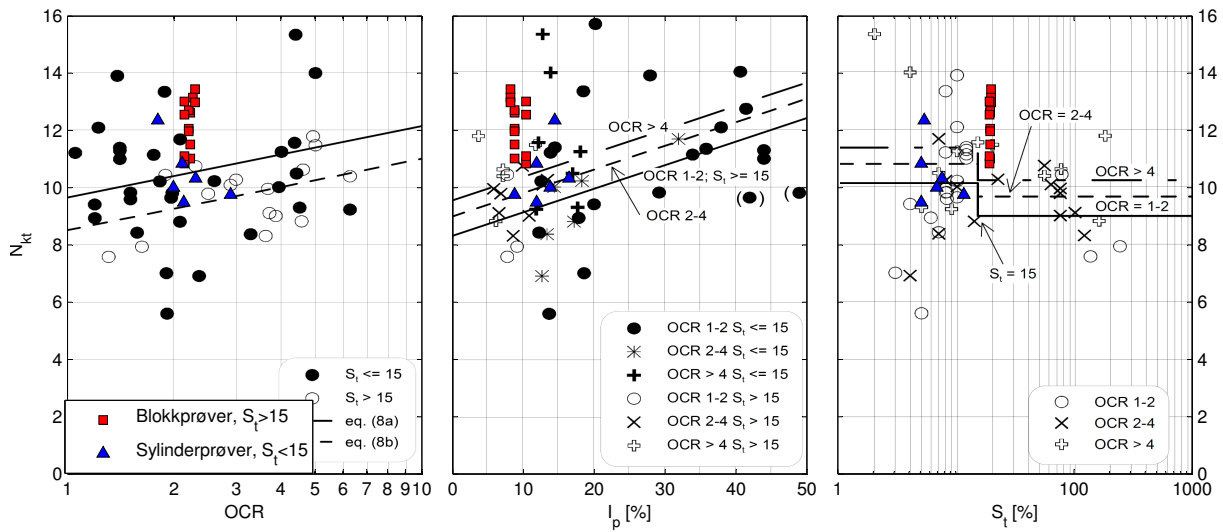 16
14
12
10
8
6
4
2
0
N_kt
1
2
3
4
5
6
7
8
9
10
OCR
S_t <= 15
S_t > 15
eq. (8a)
eq. (8b)
Blokkprøver, S_t>15
Sylinderprøver, S_t<15
OCR > 4
OCR 1-2; S_t >= 15
OCR 2-4
( )
( )
0
10
20
30
40
50
I_p [%]
OCR 1-2 S_t <= 15
OCR 2-4 S_t <= 15
OCR > 4 S_t <= 15
OCR 1-2 S_t > 15
OCR 2-4 S_t > 15
OCR > 4 S_t > 15
OCR = 2-4
OCR > 4
OCR = 1-2
S_t = 15
OCR 1-2
OCR 2-4
OCR > 4
16
14
12
10
8
6
4
2
0
1
10
100
1000
S_t [%]